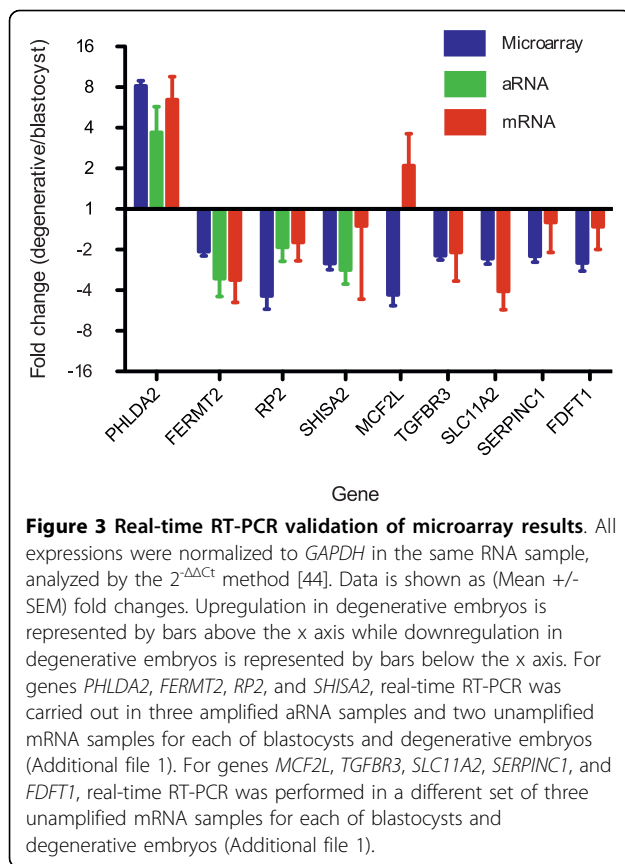 16
8
4
2
1
-2
-4
-8
-16
Fold change (degenerative/blastocyst)
Microarray
aRNA
mRNA
PHLDA2
FERMT2
RP2
SHISA2
MCF2L
TGFBR3
SLC11A2
SERPINC1
FDFT1
Gene
Figure 3 Real-time RT-PCR validation of microarray results. All
expressions were normalized to GAPDH in the same RNA sample,
analyzed by the 2-ΔΔCt method [44]. Data is shown as (Mean +/-
SEM) fold changes. Upregulation in degenerative embryos is
represented by bars above the x axis while downregulation in
degenerative embryos is represented by bars below the x axis. For
genes PHLDA2, FERMT2, RP2, and SHISA2, real-time RT-PCR was
carried out in three amplified aRNA samples and two unamplified
mRNA samples for each of blastocysts and degenerative embryos
(Additional file 1). For genes MCF2L, TGFBR3, SLC11A2, SERPINC1, and
FDFT1, real-time RT-PCR was performed in a different set of three
unamplified mRNA samples for each of blastocysts and
degenerative embryos (Additional file 1).